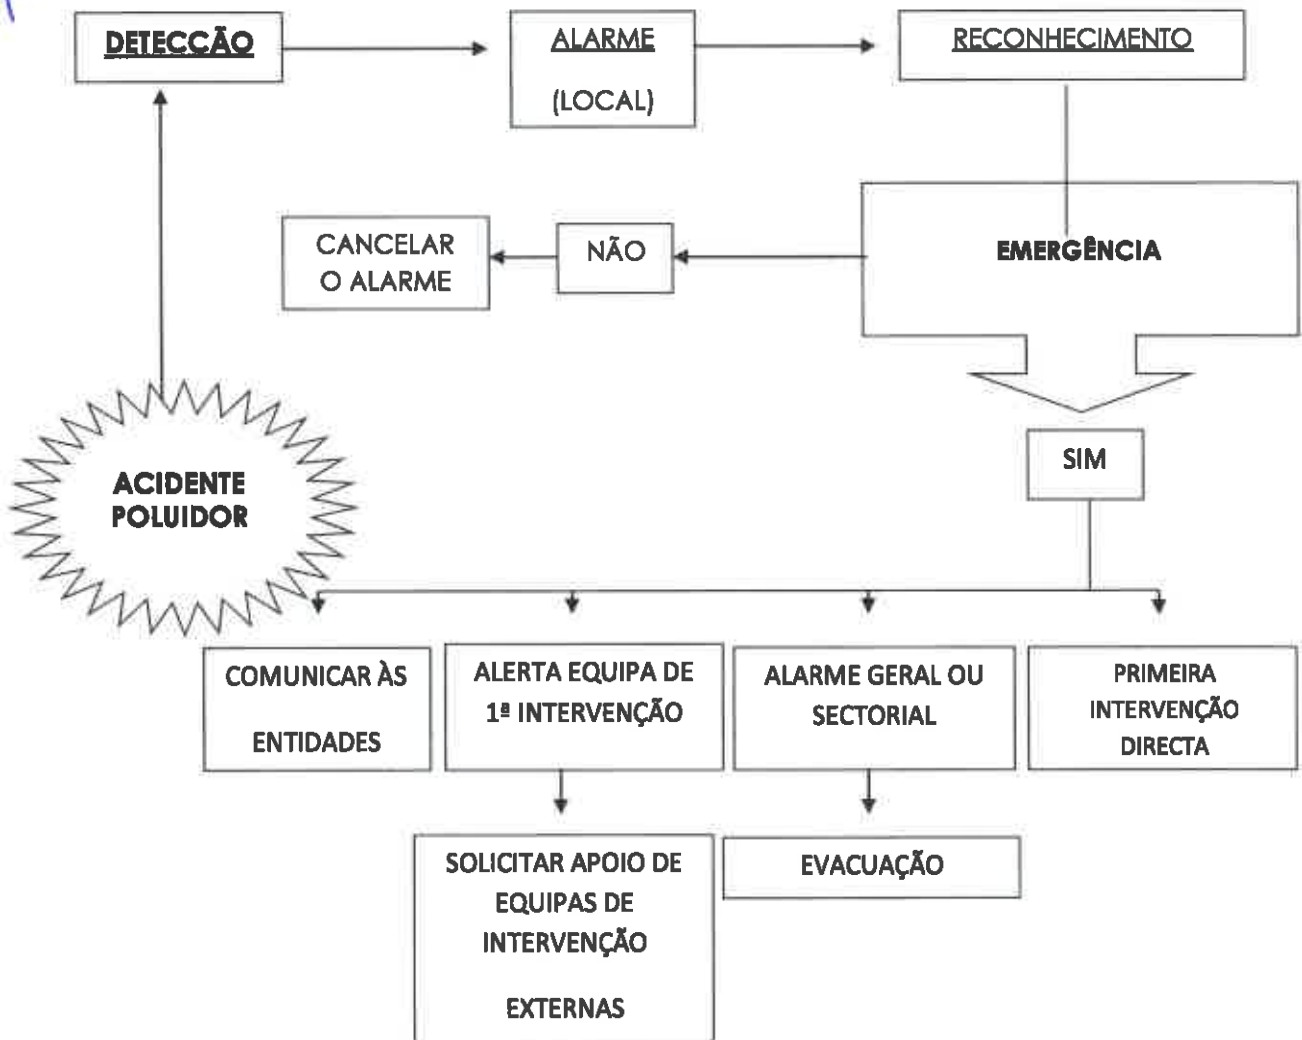 DETECCÃO
ALARME
(LOCAL)
RECONHECIMENTO
CANCELAR
O ALARME
NÃO
EMERGÊNCIA
SIM
ACIDENTE
POLUIDOR
COMUNICAR ÀS
ENTIDADES
ALERTA EQUIPA DE
1ª INTERVENÇÃO
ALARME GERAL OU
SECTORIAL
PRIMEIRA
INTERVENÇÃO
DIRECTA
SOLICITAR APOIO DE
EQUIPAS DE
INTERVENÇÃO
EXTERNAS
EVACUAÇÃO